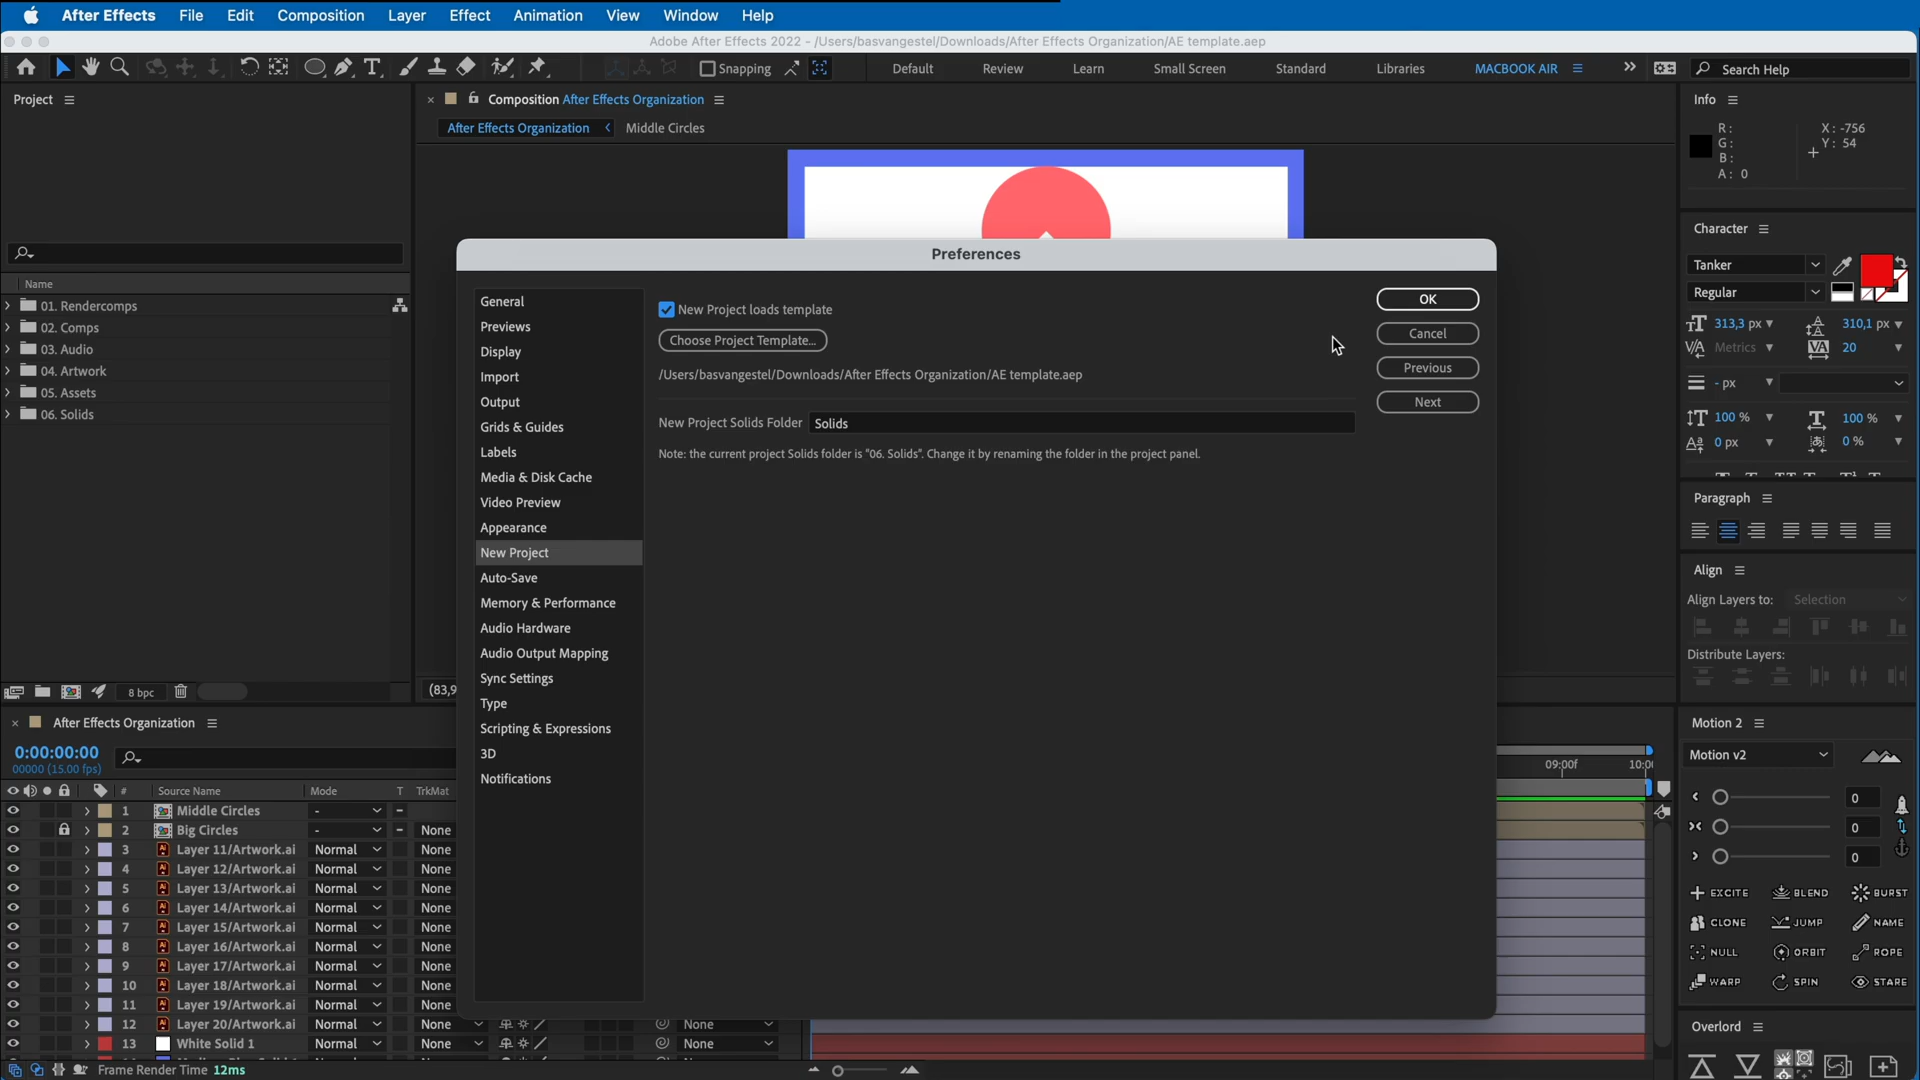 After Effects File Edit Composition Layer Effect Animation View Window Help
Adobe After Effects 2022 - /Users/basvangestel/Downloads/After Effects Organization/AE template.aep
Snapping Default Review Learn Small Screen Standard Libraries MACBOOK AIR Search Help
Project
Composition After Effects Organization
After Effects Organization Middle Circles
Name
01. Rendercomps
02. Comps
03. Audio
04. Artwork
05. Assets
06. Solids
8 bpc
(83,9
Preferences
General
Previews
Display
Import
Output
Grids & Guides
Labels
Media & Disk Cache
Video Preview
Appearance
New Project
Auto-Save
Memory & Performance
Audio Hardware
Audio Output Mapping
Sync Settings
Type
Scripting & Expressions
3D
Notifications
New Project loads template
Choose Project Template...
/Users/basvangestel/Downloads/After Effects Organization/AE template.aep
New Project Solids Folder Solids
Note: the current project Solids folder is "06. Solids". Change it by renaming the folder in the project panel.
OK
Cancel
Previous
Next
Info
R: X: -756
G: Y: 54
B:
A: 0
Character
Tanker
Regular
313,3 px 310,1 px
Metrics 20
- px
100 % 100 %
0 px 0 %
Paragraph
Align
Align Layers to: Selection
Distribute Layers:
After Effects Organization
0:00:00:00
00000 (15.00 fps)
# Source Name Mode T TrkMat
1 Middle Circles -
2 Big Circles - None
3 Layer 11/Artwork.ai Normal None
4 Layer 12/Artwork.ai Normal None
5 Layer 13/Artwork.ai Normal None
6 Layer 14/Artwork.ai Normal None
7 Layer 15/Artwork.ai Normal None
8 Layer 16/Artwork.ai Normal None
9 Layer 17/Artwork.ai Normal None
10 Layer 18/Artwork.ai Normal None
11 Layer 19/Artwork.ai Normal None
12 Layer 20/Artwork.ai Normal None None
13 White Solid 1 Normal None None
Frame Render Time 12ms
09:00f 10:0
Motion 2
Motion v2
0
0
0
EXCITE BLEND BURST
CLONE JUMP NAME
NULL ORBIT ROPE
WARP SPIN STARE
Overlord